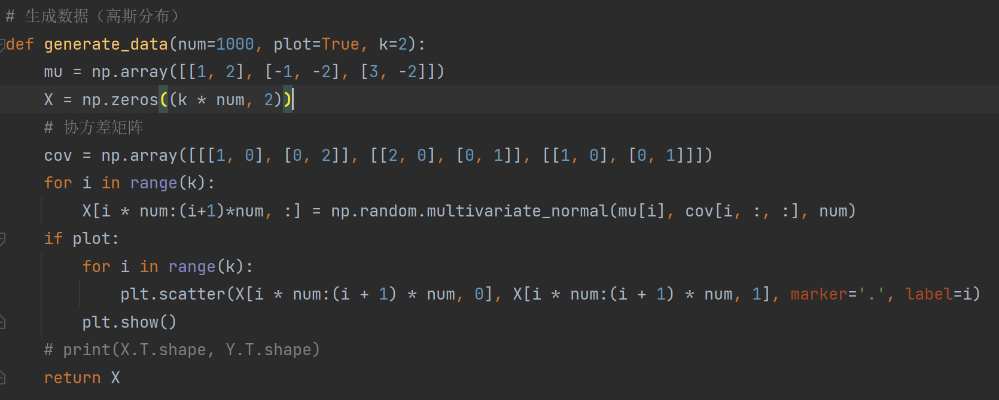 # 生成数据（高斯分布）
def generate_data(num=1000, plot=True, k=2):
    mu = np.array([[1, 2], [-1, -2], [3, -2]])
    X = np.zeros((k * num, 2))
    # 协方差矩阵
    cov = np.array([[[1, 0], [0, 2]], [[2, 0], [0, 1]], [[1, 0], [0, 1]]])
    for i in range(k):
        X[i * num:(i+1)*num, :] = np.random.multivariate_normal(mu[i], cov[i, :, :], num)
    if plot:
        for i in range(k):
            plt.scatter(X[i * num:(i + 1) * num, 0], X[i * num:(i + 1) * num, 1], marker='.', label=i)
        plt.show()
    # print(X.T.shape, Y.T.shape)
    return X